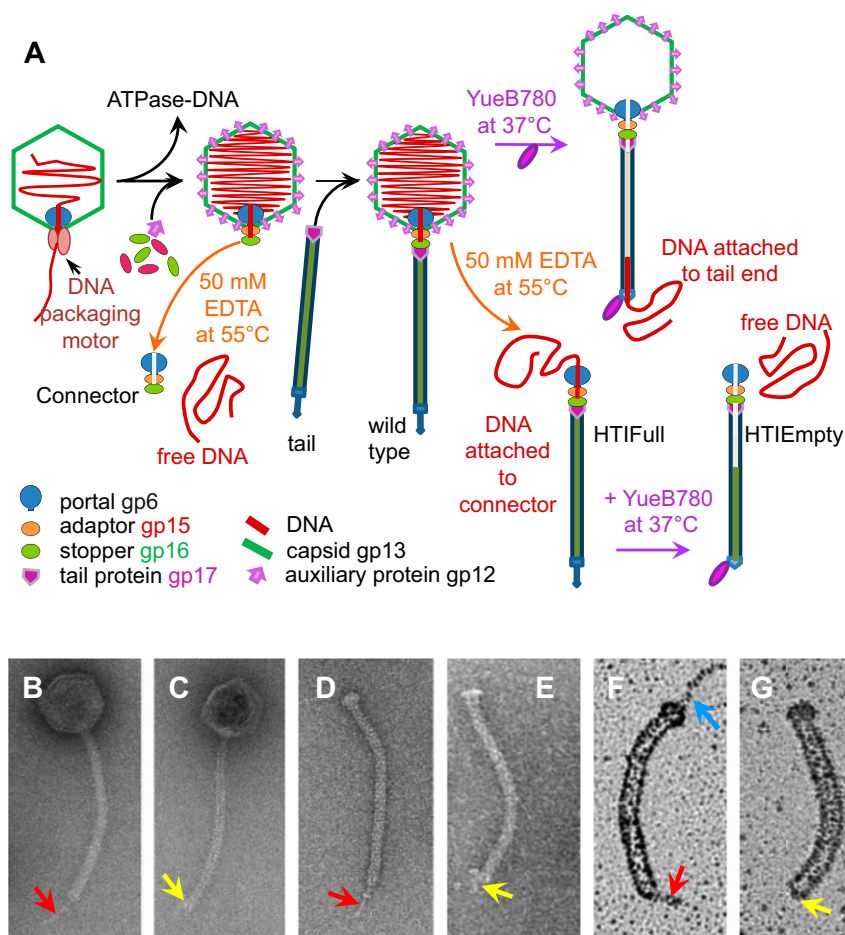 A
ATPase-DNA
YueB780
at 37°C
DNA
packaging
motor
50 mM
EDTA
at 55°C
Connector
free DNA
tail
wild
type
50 mM EDTA
at 55°C
DNA attached
to tail end
free DNA
DNA
attached
to
connector
HTIFull
HTIEmpty
+ YueB780
at 37°C
portal gp6
adaptor gp15
stopper gp16
tail protein gp17
DNA
capsid gp13
auxiliary protein gp12
B
C
D
E
F
G